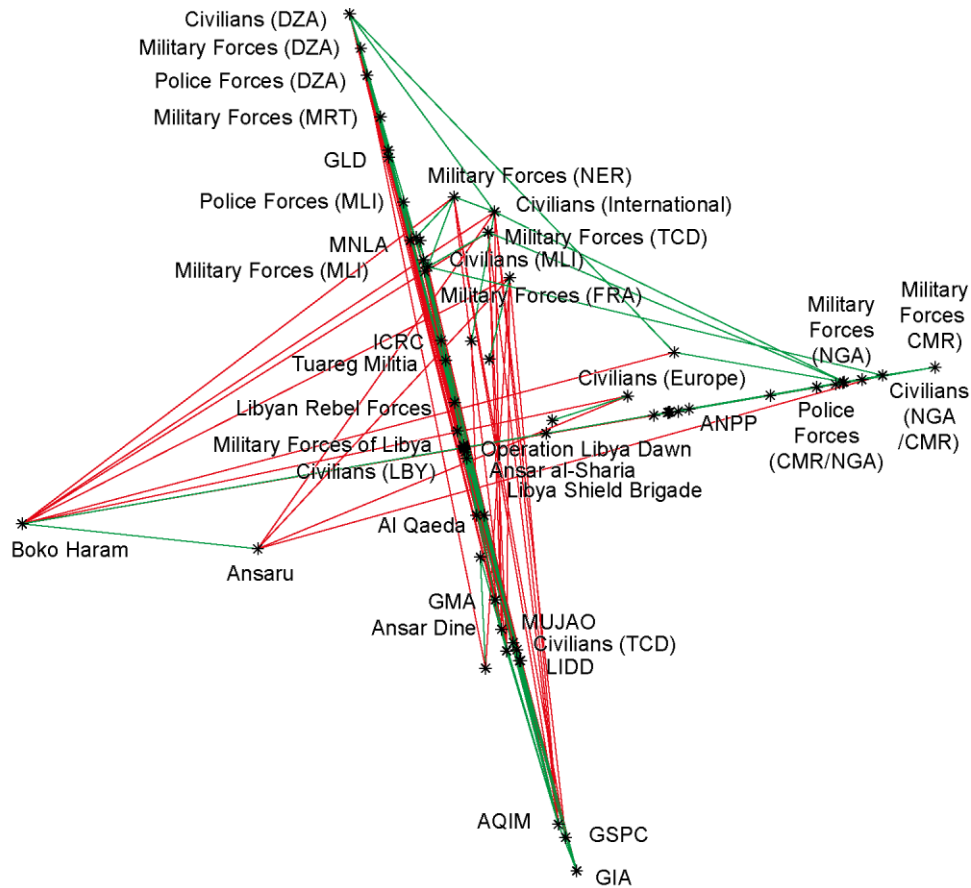 Civilians (DZA)
Military Forces (DZA)
Police Forces (DZA)
Military Forces (MRT)
GLD
Military Forces (NER)
Police Forces (MLI)
Civilians (International)
MNLA
Military Forces (TCD)
Civilians (MLI)
Military Forces (MLI)
Military Forces (FRA)
Military
Forces
(NGA)
Military
Forces
CMR)
ICRC
Tuareg Militia
Civilians (Europe)
Civilians
(NGA
/CMR)
Libyan Rebel Forces
ANPP
Police
Forces
(CMR/NGA)
Military Forces of Libya
Operation Libya Dawn
Civilians (LBY)
Ansar al-Sharia
Libya Shield Brigade
Al Qaeda
Boko Haram
Ansaru
GMA
Ansar Dine
MUJAO
Civilians (TCD)
LIDD
AQIM
GSPC
GIA